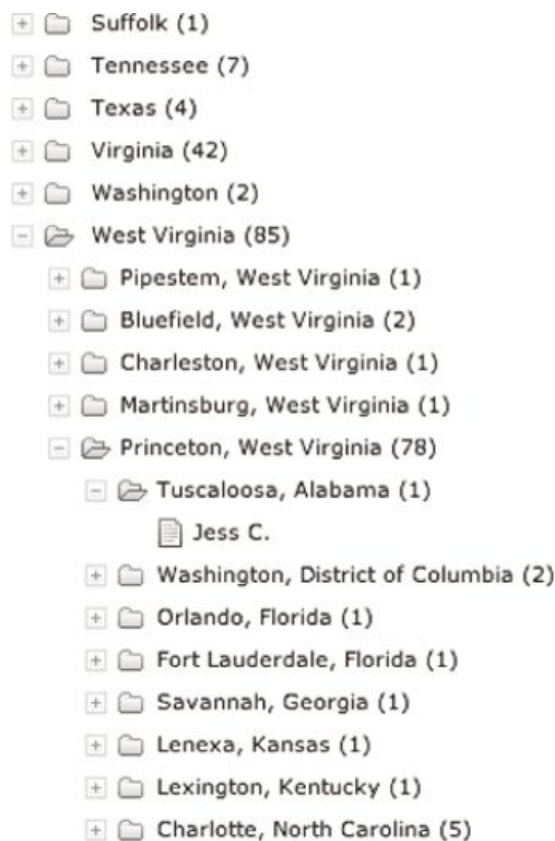 Suffolk (1)
Tennessee (7)
Texas (4)
Virginia (42)
Washington (2)
West Virginia (85)
Pipestem, West Virginia (1)
Bluefield, West Virginia (2)
Charleston, West Virginia (1)
Martinsburg, West Virginia (1)
Princeton, West Virginia (78)
Tuscaloosa, Alabama (1)
Jess C.
Washington, District of Columbia (2)
Orlando, Florida (1)
Fort Lauderdale, Florida (1)
Savannah, Georgia (1)
Lenexa, Kansas (1)
Lexington, Kentucky (1)
Charlotte, North Carolina (5)